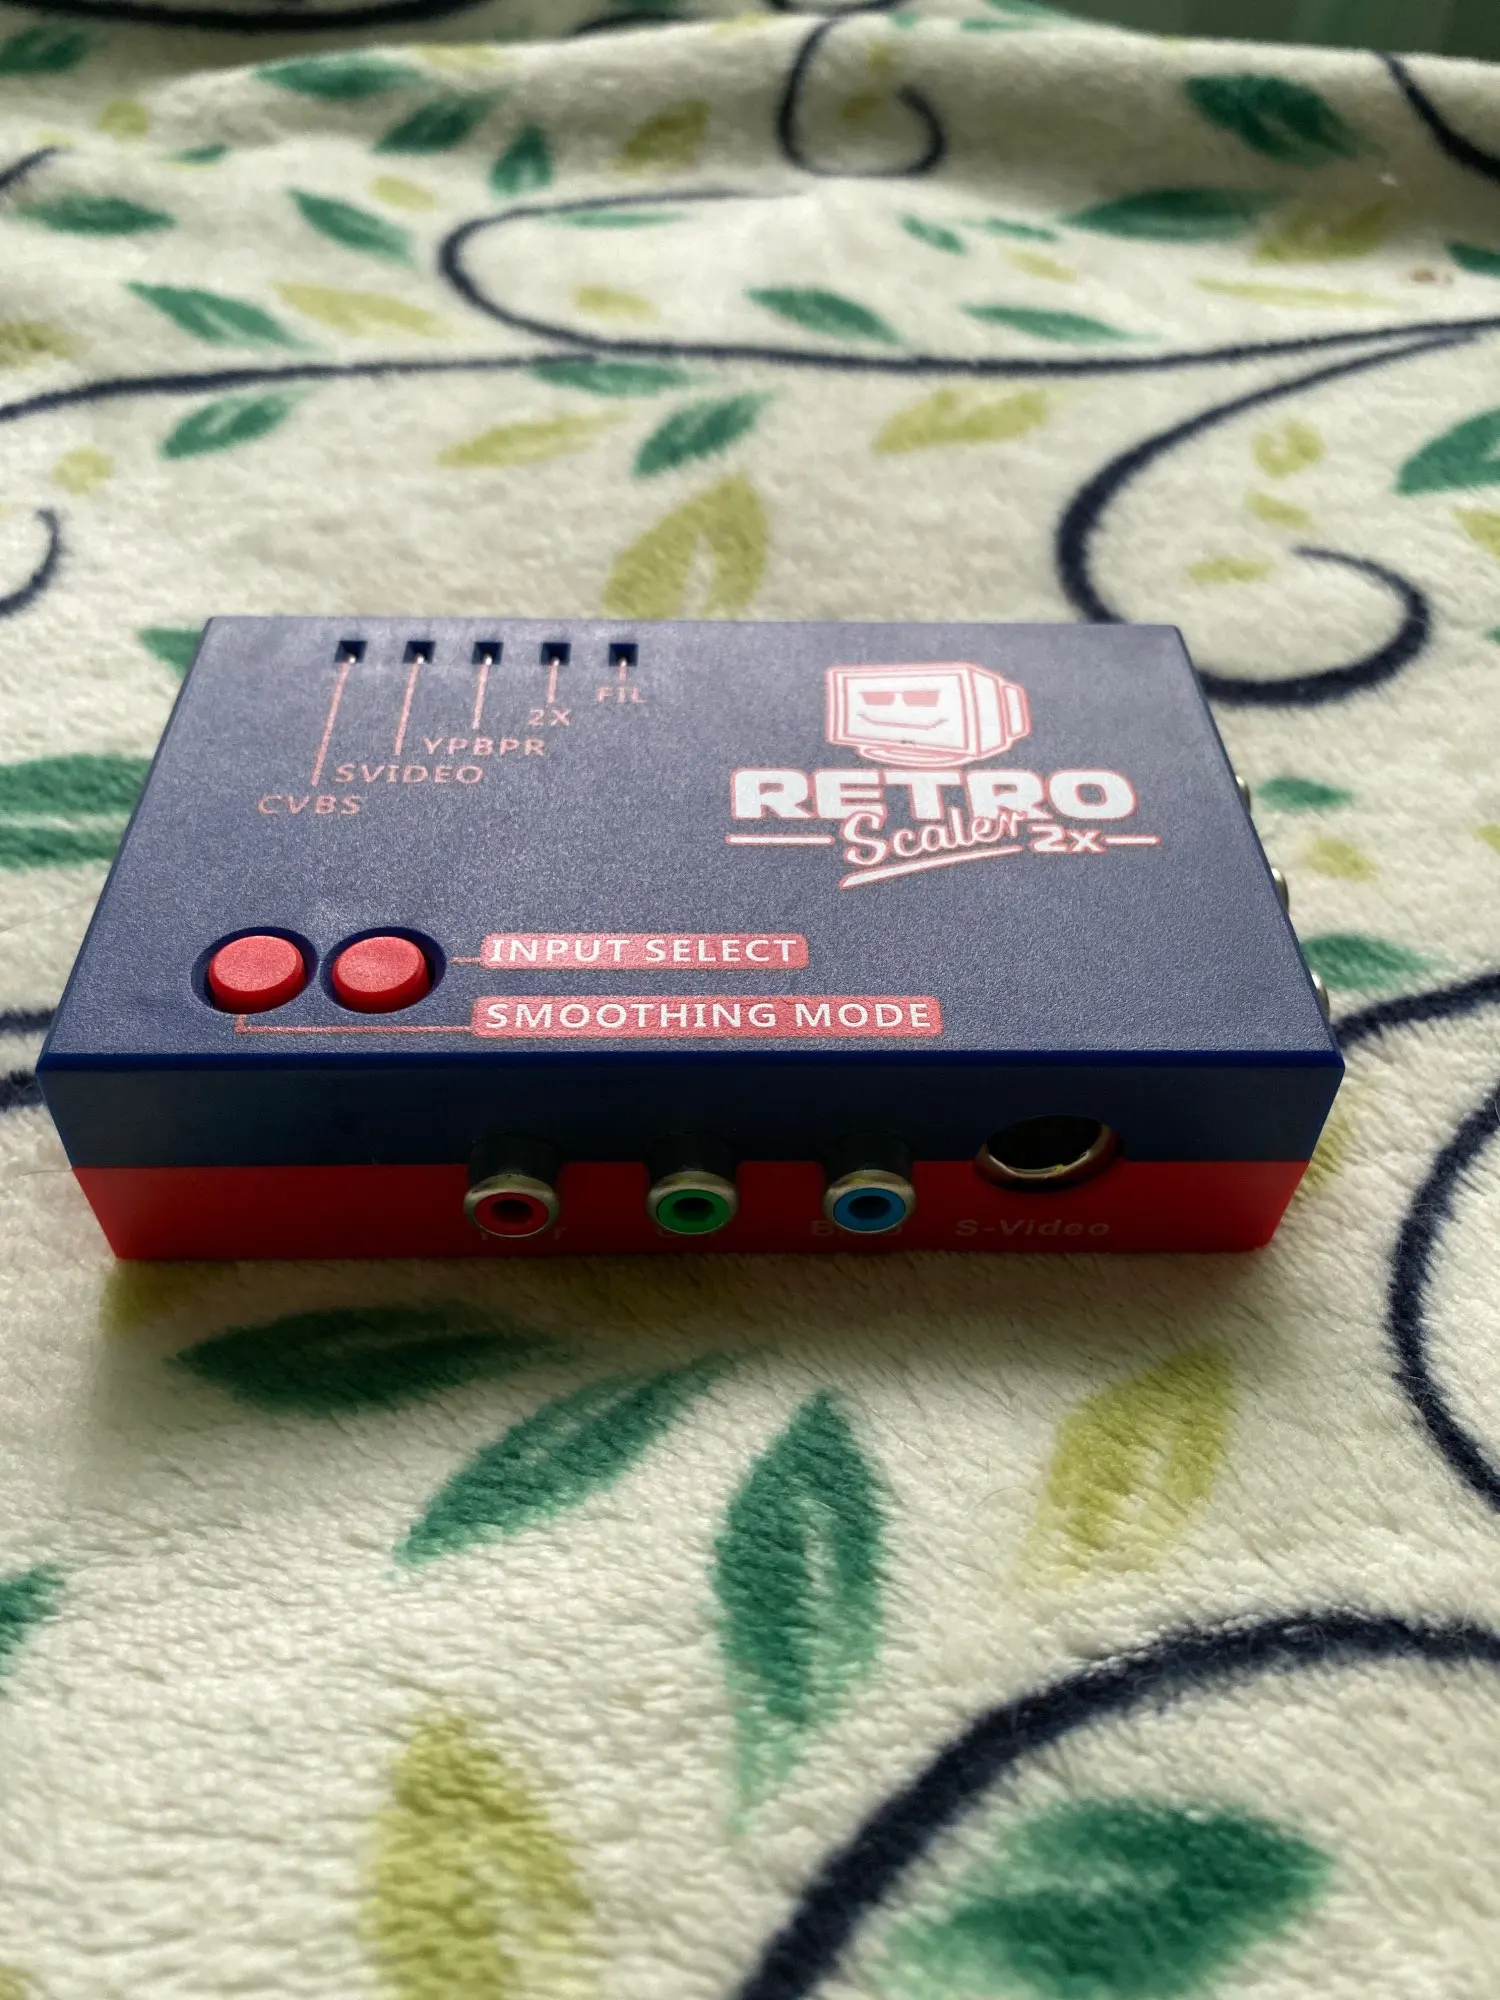 FIL
2X
YPBPR
SVIDEO
CVBS
RETRO
Scaler 2x
INPUT SELECT
SMOOTHING MODE
S-Video